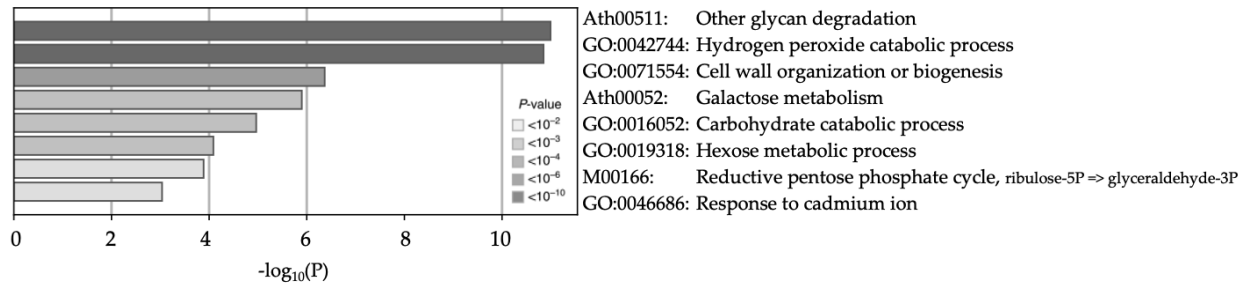 Ath00511: Other glycan degradation
GO:0042744: Hydrogen peroxide catabolic process
GO:0071554: Cell wall organization or biogenesis
Ath00052: Galactose metabolism
GO:0016052: Carbohydrate catabolic process
GO:0019318: Hexose metabolic process
M00166: Reductive pentose phosphate cycle, ribulose-5P => glyceraldehyde-3P
GO:0046686: Response to cadmium ion
P-value
<10⁻²
<10⁻³
<10⁻⁴
<10⁻⁶
<10⁻¹⁰
0 2 4 6 8 10
-log₁₀(P)